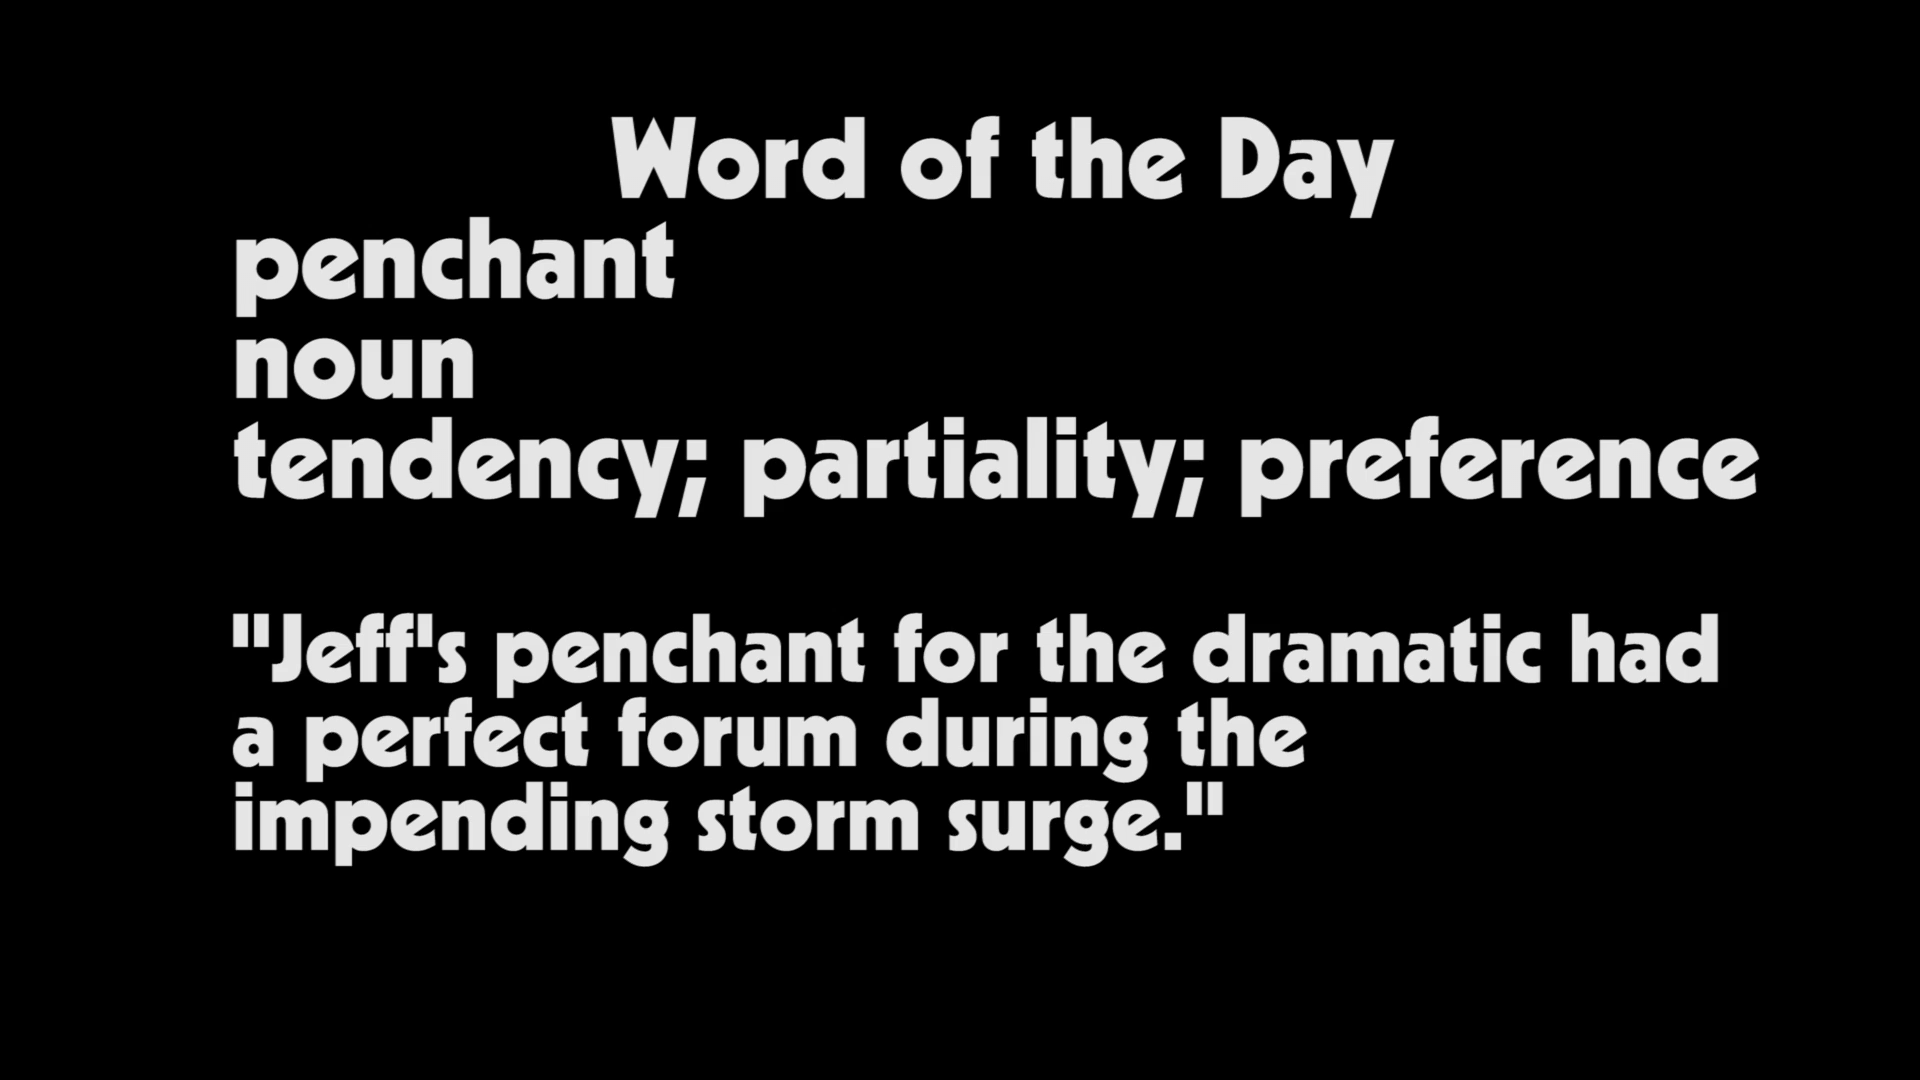 Word of the Day
penchant
noun
tendency; partiality; preference
"Jeff's penchant for the dramatic had
a perfect forum during the
impending storm surge."